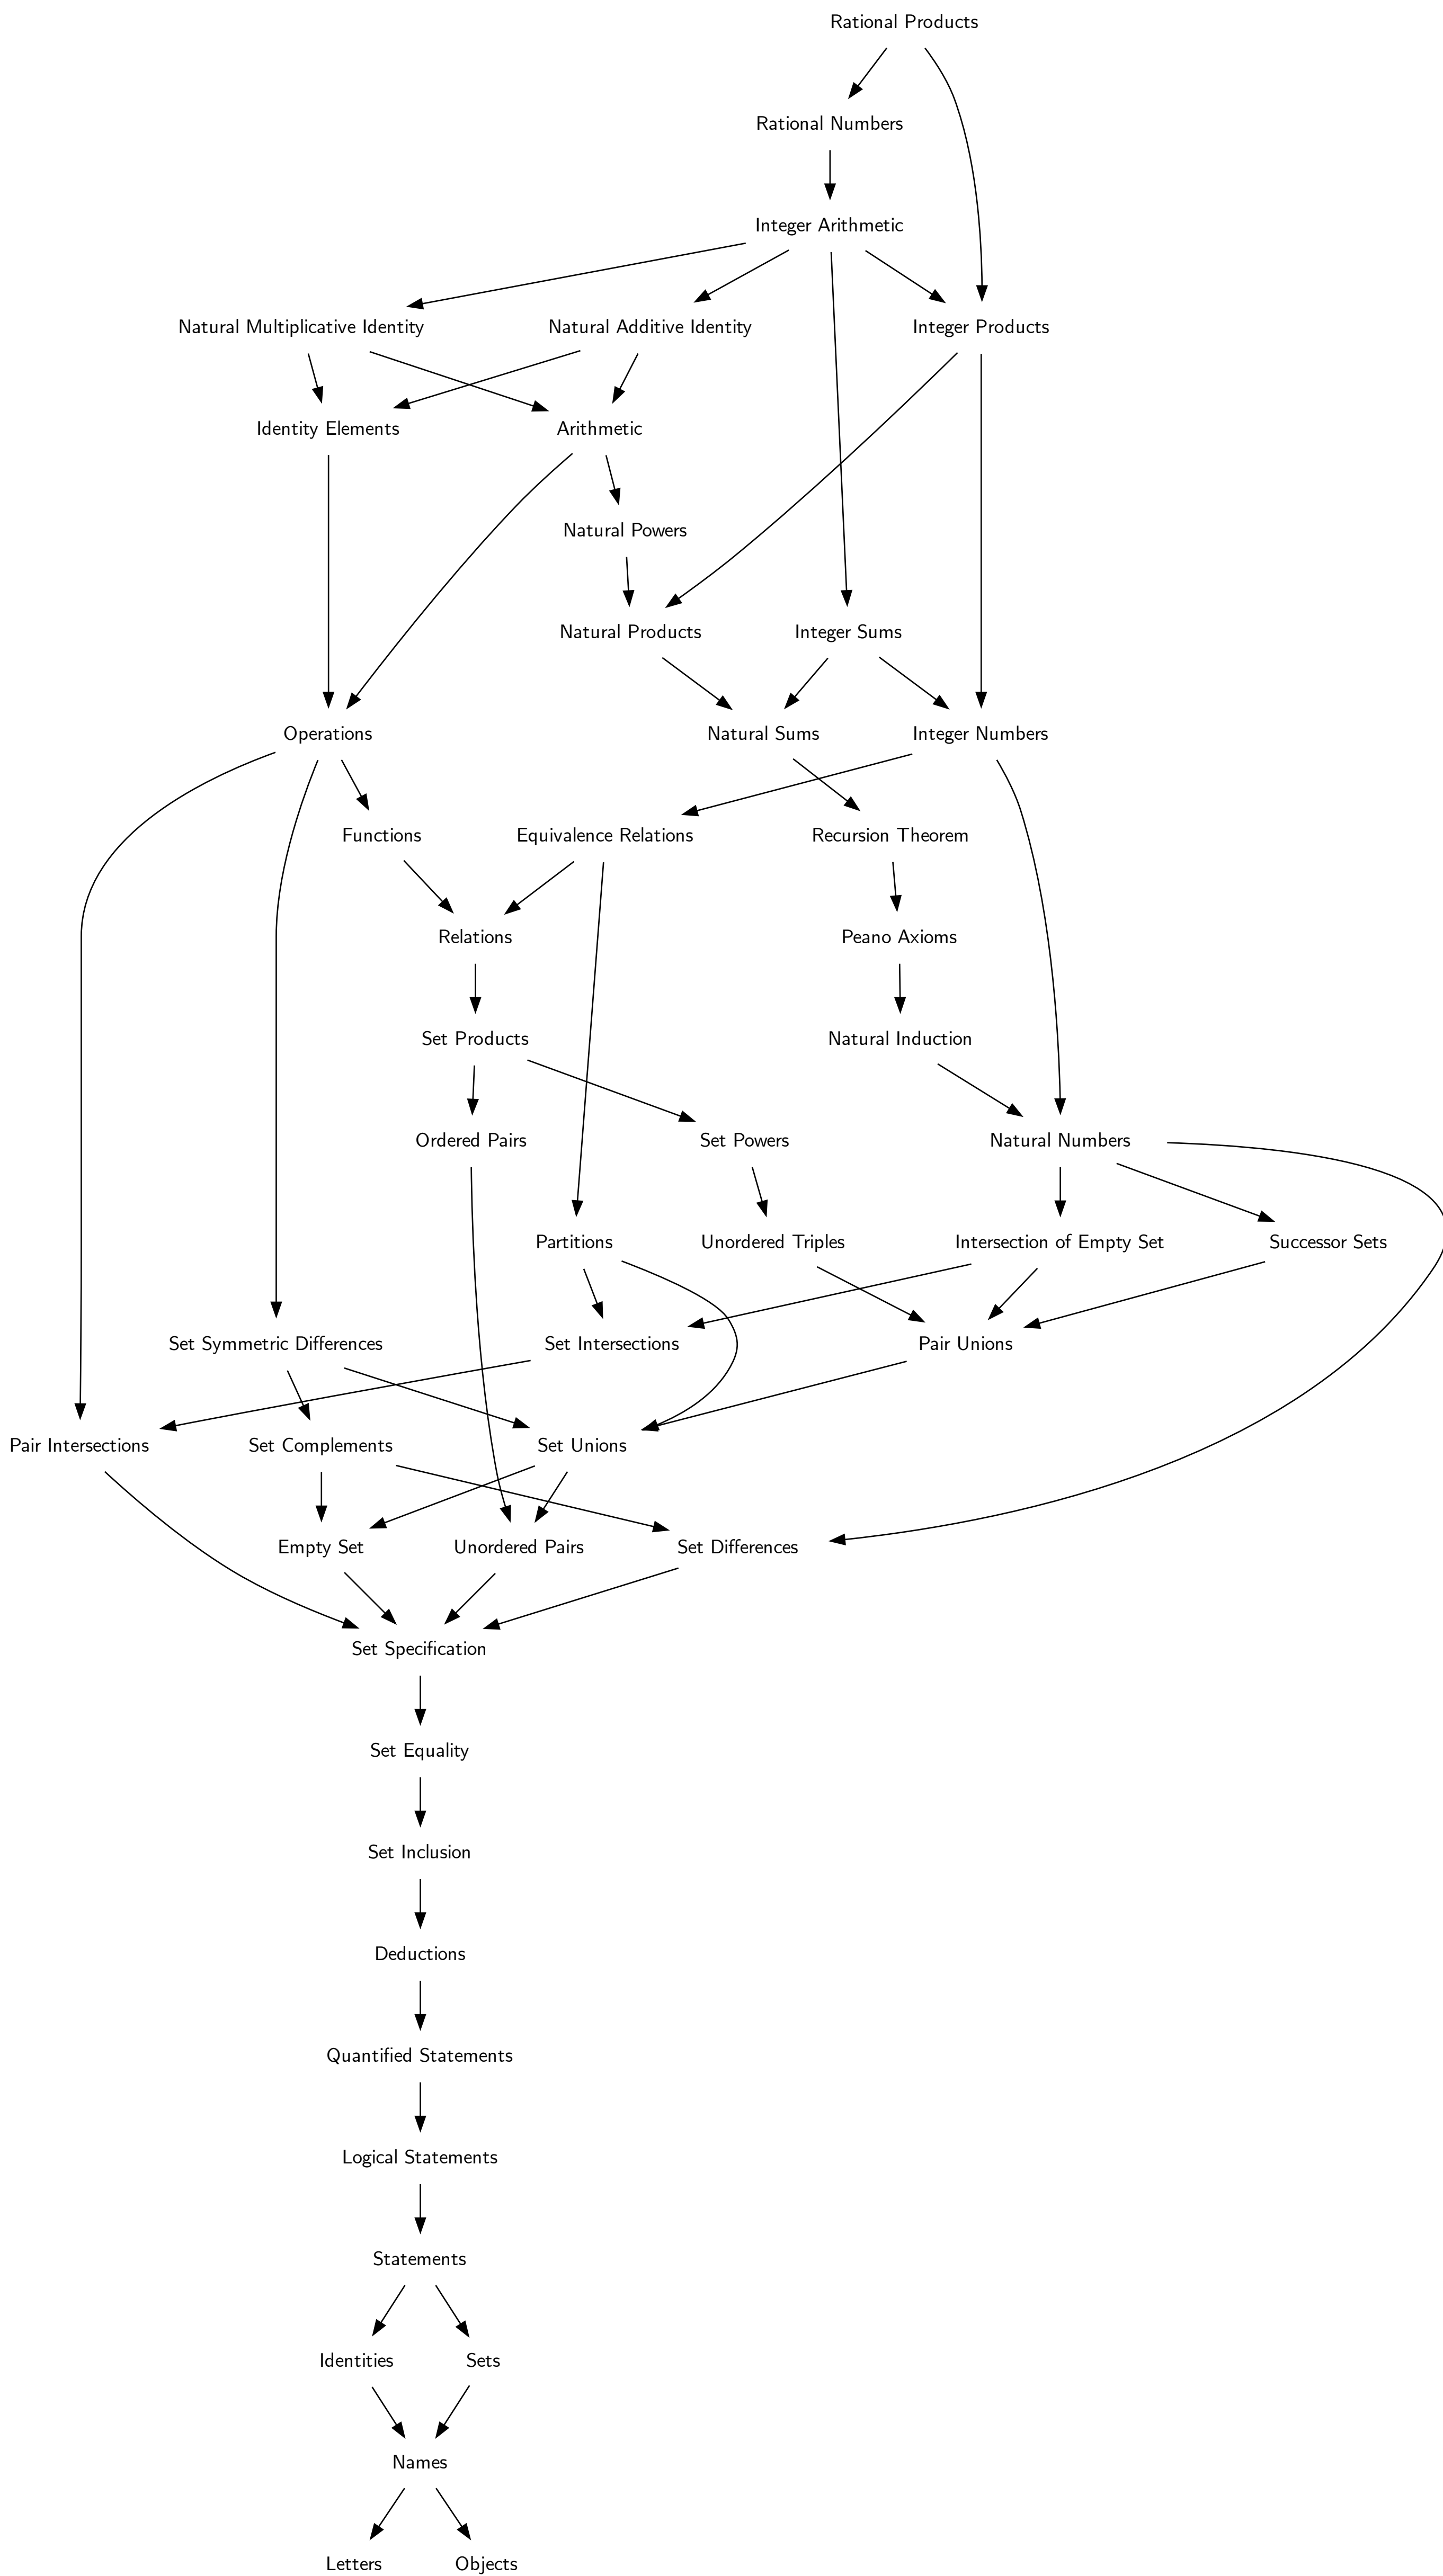 Rational Products
Rational Numbers
Integer Arithmetic
Natural Multiplicative Identity
Natural Additive Identity
Integer Products
Identity Elements
Arithmetic
Natural Powers
Natural Products
Integer Sums
Operations
Natural Sums
Integer Numbers
Functions
Equivalence Relations
Recursion Theorem
Relations
Peano Axioms
Set Products
Natural Induction
Ordered Pairs
Set Powers
Natural Numbers
Partitions
Unordered Triples
Intersection of Empty Set
Successor Sets
Set Symmetric Differences
Set Intersections
Pair Unions
Pair Intersections
Set Complements
Set Unions
Empty Set
Unordered Pairs
Set Differences
Set Specification
Set Equality
Set Inclusion
Deductions
Quantified Statements
Logical Statements
Statements
Identities
Sets
Names
Letters
Objects